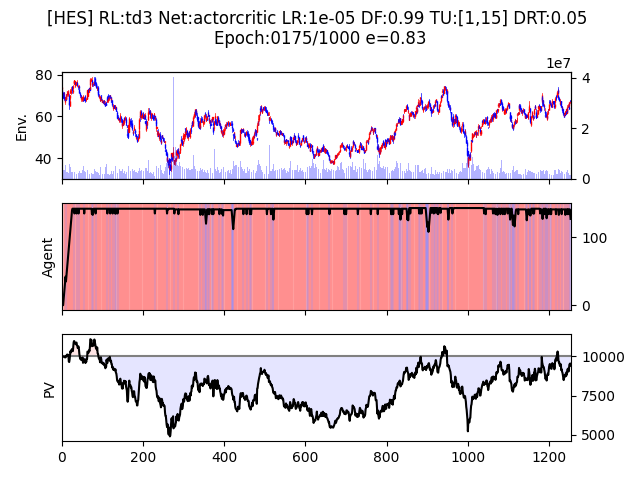 [HES] RL:td3 Net:actorcritic LR:1e-05 DF:0.99 TU:[1,15] DRT:0.05
Epoch:0175/1000 e=0.83
1e7
80
60
40
Env.
4
2
0
Agent
100
0
PV
10000
7500
5000
0 200 400 600 800 1000 1200